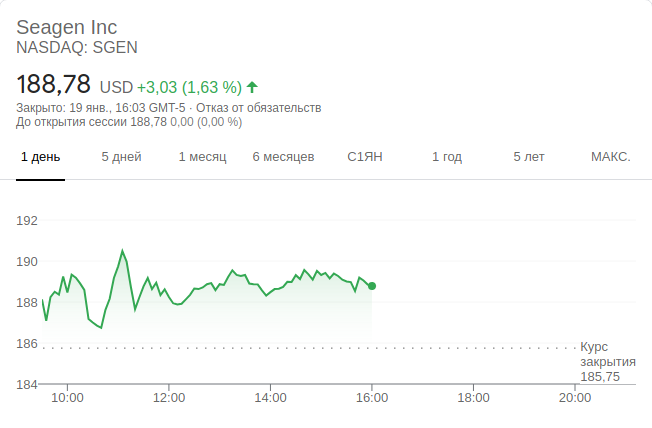 Seagen Inc
NASDAQ: SGEN
188,78 USD +3,03 (1,63 %)
Закрыто: 19 янв., 16:03 GMT-5 · Отказ от обязательств
До открытия сессии 188,78 0,00 (0,00 %)
1 день 5 дней 1 месяц 6 месяцев С1ЯН 1 год 5 лет МАКС.
192
190
188
186
Курс
закрытия
185,75
184
10:00 12:00 14:00 16:00 18:00 20:00